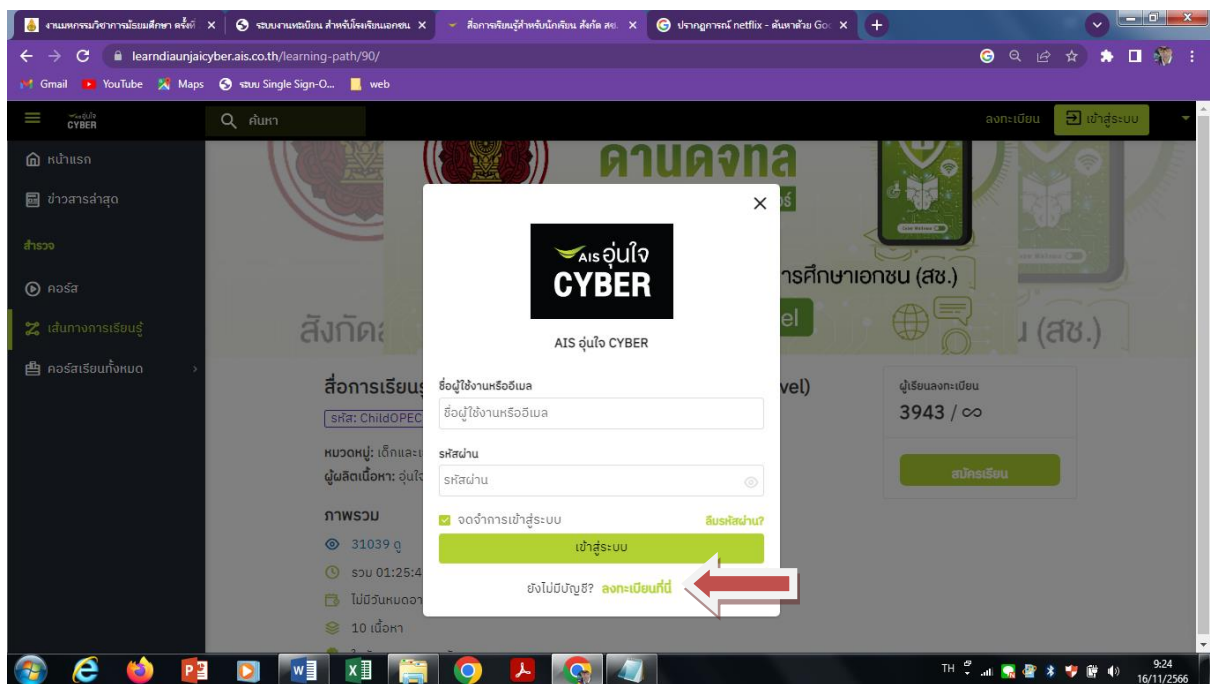 งานมหกรรมวิชาการมัธยมศึกษา ครั้งที่
ระบบงานทะเบียน สำหรับโรงเรียนเอกชน
สื่อการเรียนรู้สำหรับนักเรียน สังกัด สช.
ปรากฏการณ์ netflix - ค้นหาด้วย Goo
learndiaunjaicyber.ais.co.th/learning-path/90/
Gmail YouTube Maps ระบบ Single Sign-O... web
อุ่นใจ CYBER
ค้นหา
ลงทะเบียน
เข้าสู่ระบบ
หน้าแรก
ข่าวสารล่าสุด
สำรวจ
คอร์ส
เส้นทางการเรียนรู้
คอร์สเรียนทั้งหมด
ด้านดิจิทัล
ารศึกษาเอกชน (สช.)
el
สังกัด
น (สช.)
AIS อุ่นใจ
CYBER
AIS อุ่นใจ CYBER
ชื่อผู้ใช้งานหรืออีเมล
ชื่อผู้ใช้งานหรืออีเมล
รหัสผ่าน
รหัสผ่าน
จดจำการเข้าสู่ระบบ
ลืมรหัสผ่าน?
เข้าสู่ระบบ
ยังไม่มีบัญชี? ลงทะเบียนที่นี่
สื่อการเรียนรู
vel)
รหัส: ChildOPEC
หมวดหมู่: เด็กและเ
ผู้ผลิตเนื้อหา: อุ่นใจ
ภาพรวม
31039 ดู
รวม 01:25:4
ไม่มีวันหมดอา
10 เนื้อหา
ผู้เรียนลงทะเบียน
3943 / ∞
สมัครเรียน
TH
9:24
16/11/2566